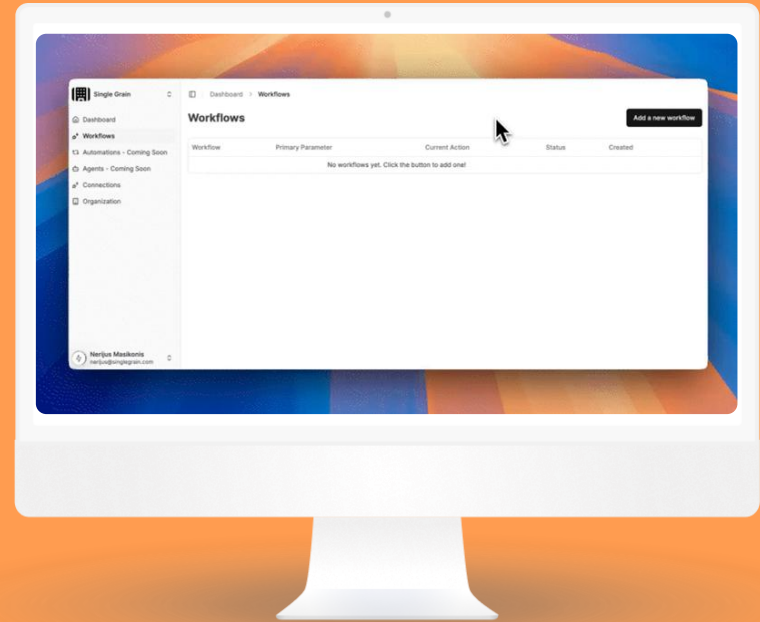 Single Grain
Dashboard
Workflows
Automations - Coming Soon
Agents - Coming Soon
Connections
Organization
Nerijus Masikonis
nerijus@singlegrain.com
Dashboard > Workflows
Workflows
Add a new workflow
Workflow Primary Parameter Current Action Status Created
No workflows yet. Click the button to add one!